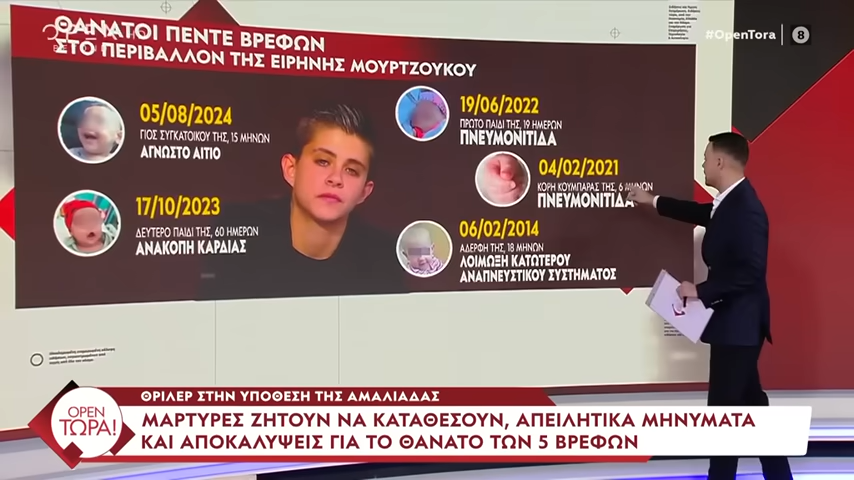 ΘΑΝΑΤΟΙ ΠΕΝΤΕ ΒΡΕΦΩΝ
ΣΤΟ ΠΕΡΙΒΑΛΛΟΝ ΤΗΣ ΕΙΡΗΝΗΣ ΜΟΥΡΤΖΟΥΚΟΥ
#OpenTora
8
05/08/2024
ΓΙΟΣ ΣΥΓΚΑΤΟΙΚΟΥ ΤΗΣ, 15 ΜΗΝΩΝ
ΑΓΝΩΣΤΟ ΑΙΤΙΟ
17/10/2023
ΔΕΥΤΕΡΟ ΠΑΙΔΙ ΤΗΣ, 60 ΗΜΕΡΩΝ
ΑΝΑΚΟΠΗ ΚΑΡΔΙΑΣ
19/06/2022
ΠΡΩΤΟ ΠΑΙΔΙ ΤΗΣ, 19 ΗΜΕΡΩΝ
ΠΝΕΥΜΟΝΙΤΙΔΑ
04/02/2021
ΚΟΡΗ ΚΟΥΜΠΑΡΑΣ ΤΗΣ, 6 ΜΗΝΩΝ
ΠΝΕΥΜΟΝΙΤΙΔΑ
06/02/2014
ΑΔΕΡΦΗ ΤΗΣ, 18 ΜΗΝΩΝ
ΛΟΙΜΩΞΗ ΚΑΤΩΤΕΡΟΥ
ΑΝΑΠΝΕΥΣΤΙΚΟΥ ΣΥΣΤΗΜΑΤΟΣ
ΘΡΙΛΕΡ ΣΤΗΝ ΥΠΟΘΕΣΗ ΤΗΣ ΑΜΑΛΙΑΔΑΣ
OPEN
ΤΩΡΑ!
ΜΑΡΤΥΡΕΣ ΖΗΤΟΥΝ ΝΑ ΚΑΤΑΘΕΣΟΥΝ, ΑΠΕΙΛΗΤΙΚΑ ΜΗΝΥΜΑΤΑ
ΚΑΙ ΑΠΟΚΑΛΥΨΕΙΣ ΓΙΑ ΤΟ ΘΑΝΑΤΟ ΤΩΝ 5 ΒΡΕΦΩΝ